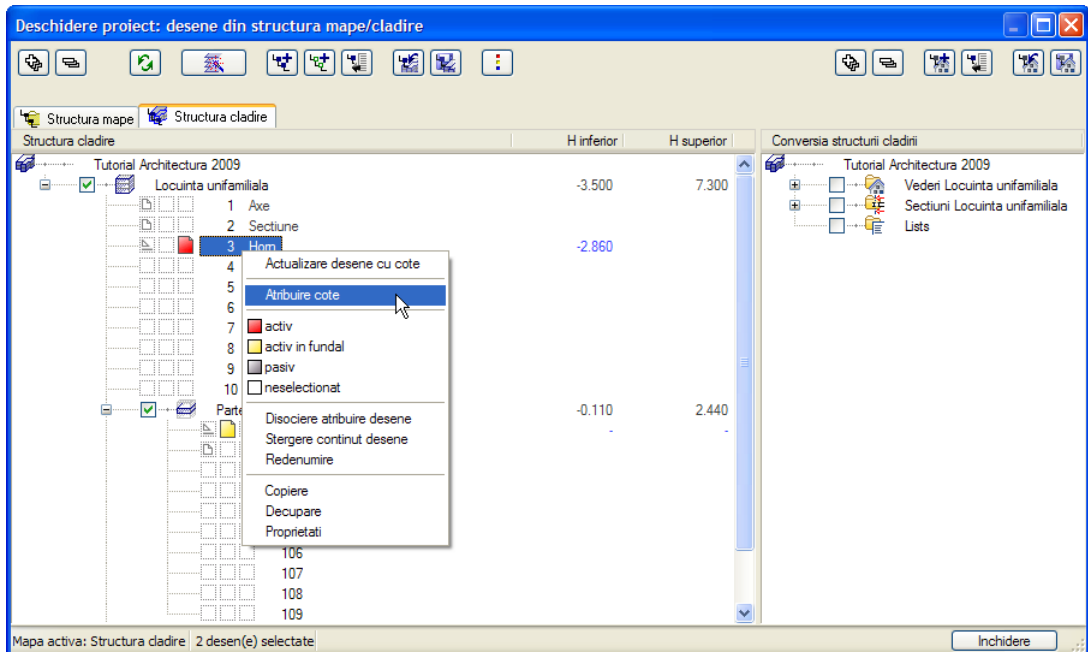 Deschidere proiect: desene din structura mape/cladire
Structura mape Structura cladire
Structura cladire H inferior H superior Conversia structurii cladirii
Tutorial Architectura 2009 Tutorial Architectura 2009
Locuinta unifamiliala -3.500 7.300 Vederi Locuinta unifamiliala
1 Axe Sectiuni Locuinta unifamiliala
2 Sectiune Lists
3 Horn -2.860
4 Actualizare desene cu cote
5
Atribuire cote
6
7 activ
8 activ in fundal
9 pasiv
10 neselectionat
Parte -0.110 2.440
Disociere atribuire desene - -
Stergere continut desene
Redenumire
Copiere
Decupare
Proprietati
106
107
108
109
Mapa activa: Structura cladire 2 desen(e) selectate Inchidere